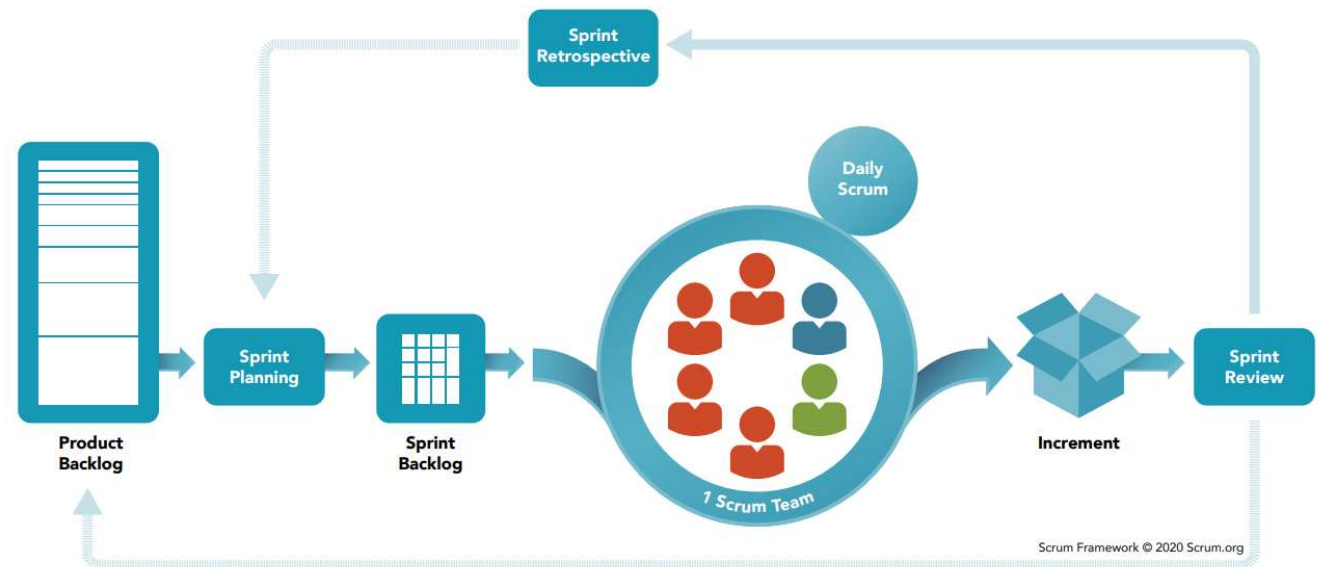 Sprint
Retrospective
Daily
Scrum
Sprint
Planning
Sprint
Review
Product
Backlog
Sprint
Backlog
1 Scrum Team
Increment
Scrum Framework © 2020 Scrum.org